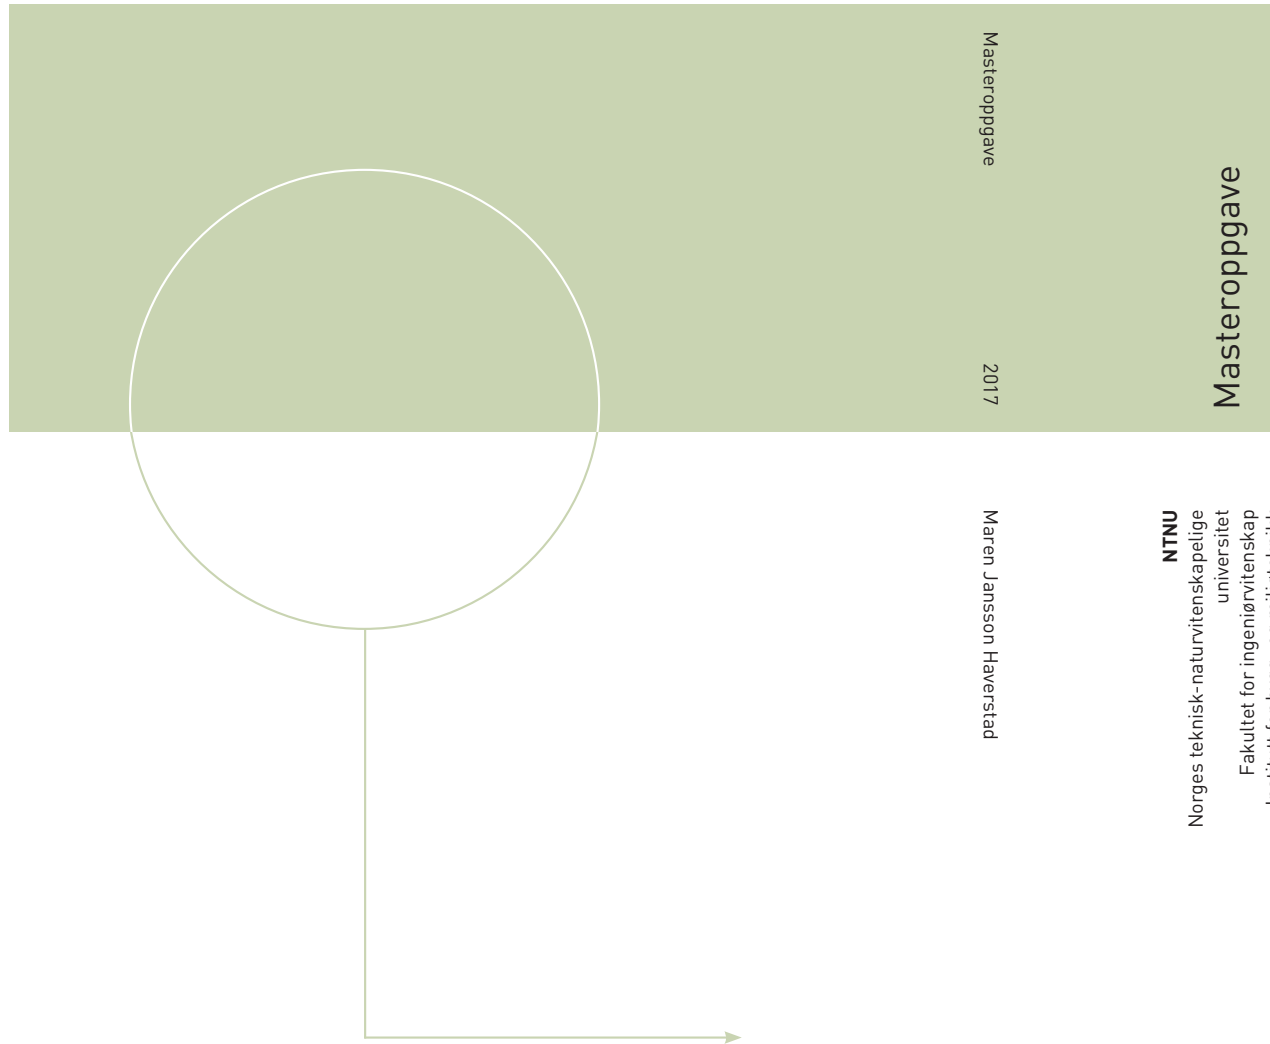 Masteroppgave
2017
Maren Jansson Haverstad
Masteroppgave
NTNU
Norges teknisk-naturvitenskapelige
universitet
Fakultet for ingeniørvitenskap